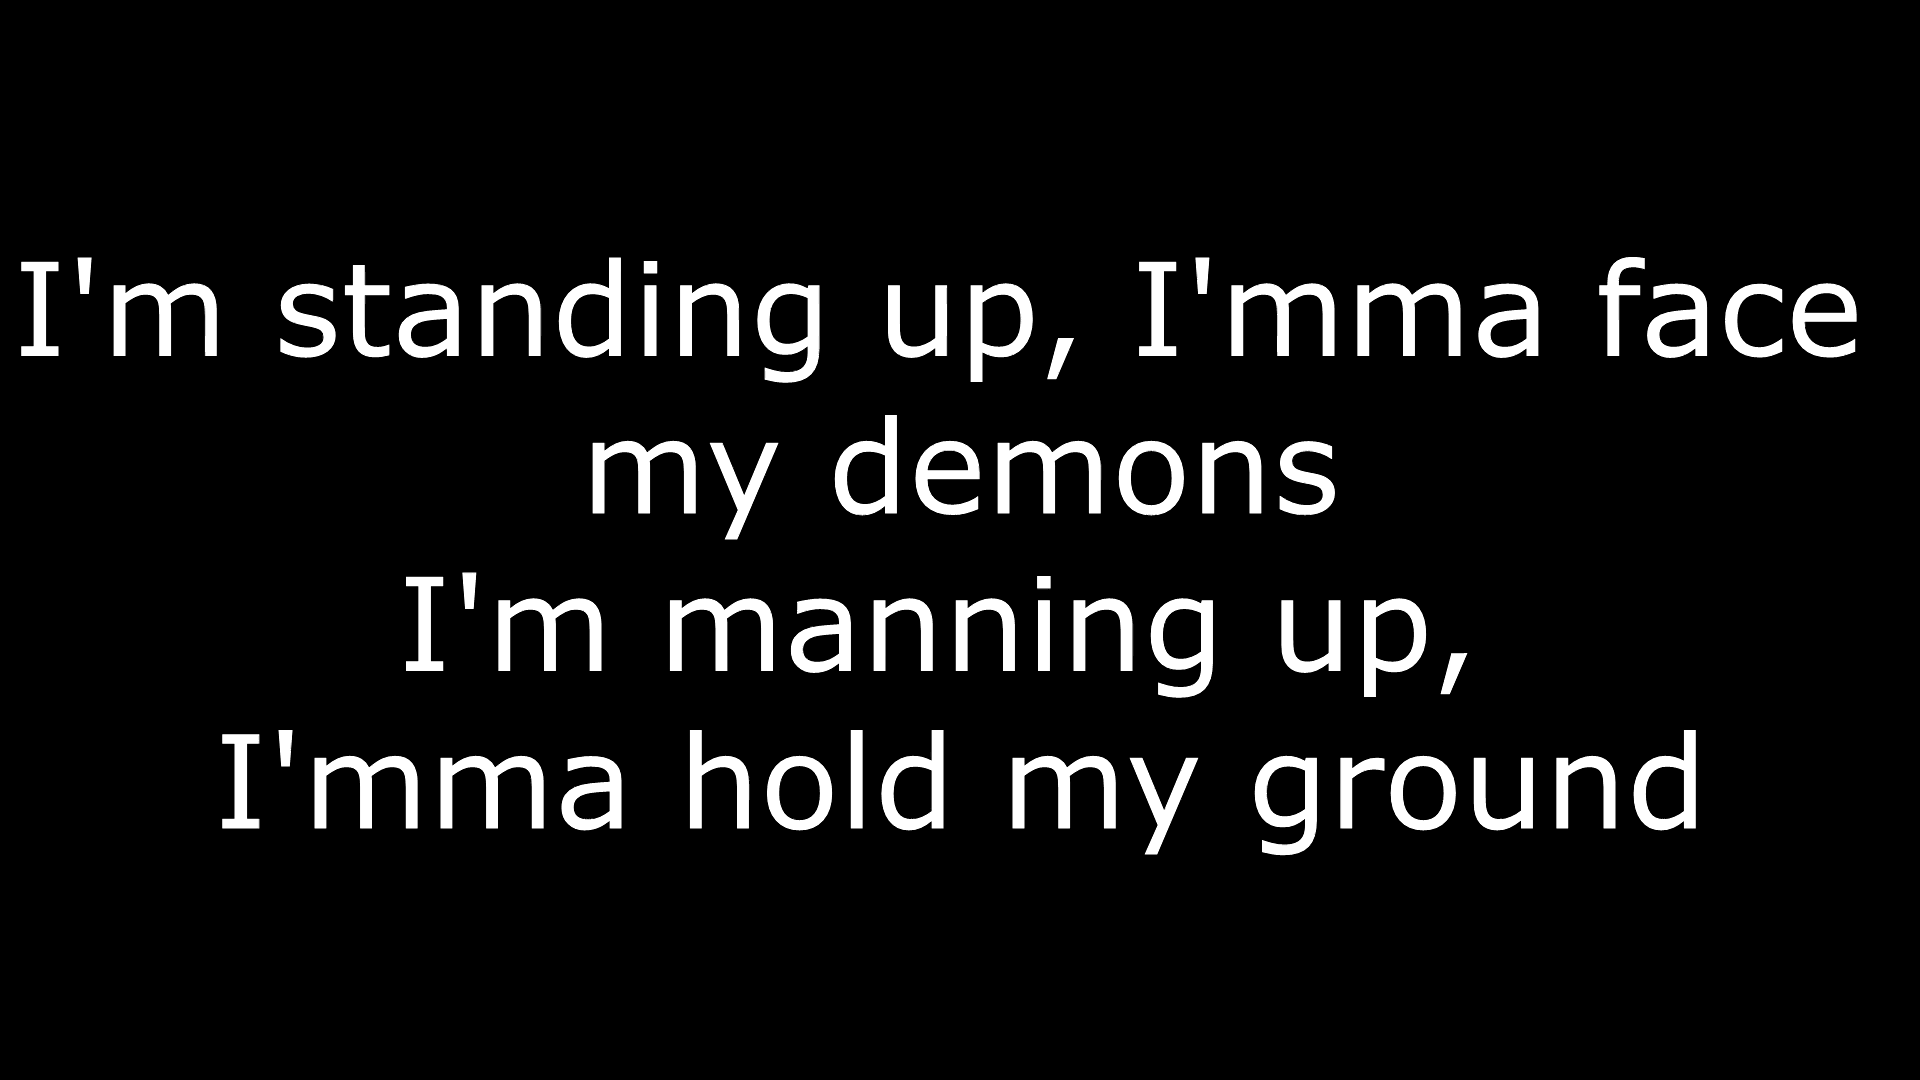 I'm standing up, I'mma face
my demons
I'm manning up,
I'mma hold my ground